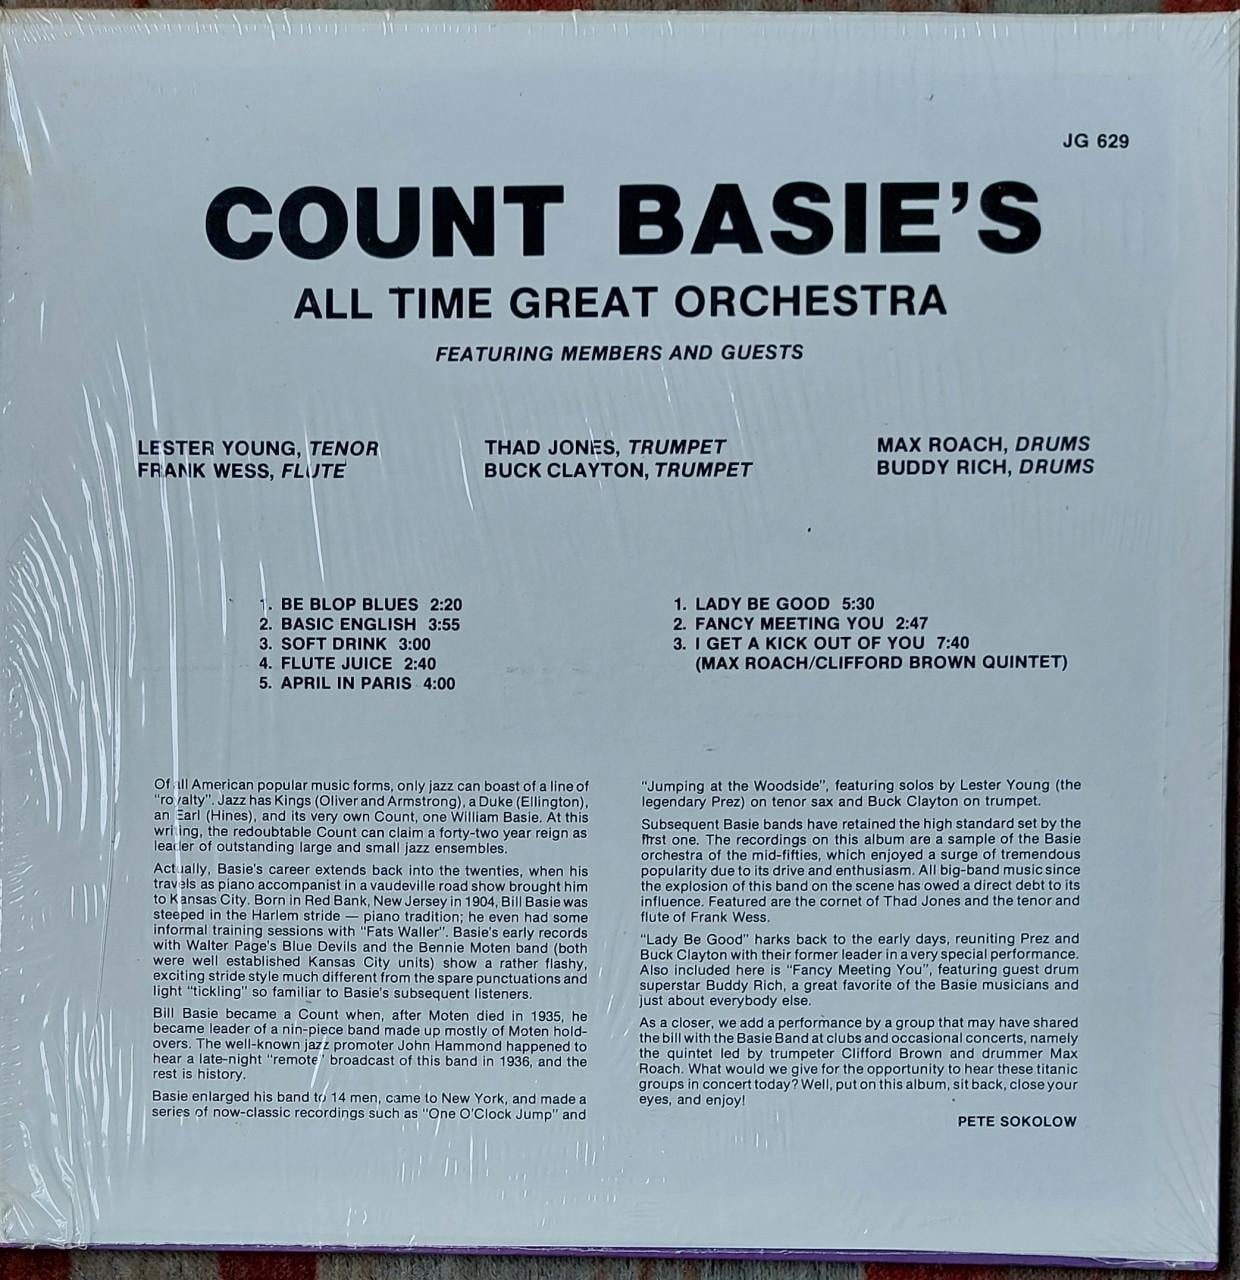 JG 629
COUNT BASIE'S
ALL TIME GREAT ORCHESTRA
FEATURING MEMBERS AND GUESTS
LESTER YOUNG, TENOR
FRANK WESS, FLUTE
THAD JONES, TRUMPET
BUCK CLAYTON, TRUMPET
MAX ROACH, DRUMS
BUDDY RICH, DRUMS
1. BE BLOP BLUES 2:20
2. BASIC ENGLISH 3:55
3. SOFT DRINK 3:00
4. FLUTE JUICE 2:40
5. APRIL IN PARIS 4:00
1. LADY BE GOOD 5:30
2. FANCY MEETING YOU 2:47
3. I GET A KICK OUT OF YOU 7:40
(MAX ROACH/CLIFFORD BROWN QUINTET)
Of all American popular music forms, only jazz can boast of a line of
"royalty". Jazz has Kings (Oliver and Armstrong), a Duke (Ellington),
an Earl (Hines), and its very own Count, one William Basie. At this
writing, the redoubtable Count can claim a forty-two year reign as
leader of outstanding large and small jazz ensembles.
Actually, Basie's career extends back into the twenties, when his
travels as piano accompanist in a vaudeville road show brought him
to Kansas City. Born in Red Bank, New Jersey in 1904, Bill Basie was
steeped in the Harlem stride — piano tradition; he even had some
informal training sessions with "Fats Waller". Basie's early records
with Walter Page's Blue Devils and the Bennie Moten band (both
were well established Kansas City units) show a rather flashy,
exciting stride style much different from the spare punctuations and
light "tickling" so familiar to Basie's subsequent listeners.
Bill Basie became a Count when, after Moten died in 1935, he
became leader of a nin-piece band made up mostly of Moten hold-
overs. The well-known jazz promoter John Hammond happened to
hear a late-night "remote" broadcast of this band in 1936, and the
rest is history.
Basie enlarged his band to 14 men, came to New York, and made a
series of now-classic recordings such as "One O'Clock Jump" and
"Jumping at the Woodside", featuring solos by Lester Young (the
legendary Prez) on tenor sax and Buck Clayton on trumpet.
Subsequent Basie bands have retained the high standard set by the
first one. The recordings on this album are a sample of the Basie
orchestra of the mid-fifties, which enjoyed a surge of tremendous
popularity due to its drive and enthusiasm. All big-band music since
the explosion of this band on the scene has owed a direct debt to its
influence. Featured are the cornet of Thad Jones and the tenor and
flute of Frank Wess.
"Lady Be Good" harks back to the early days, reuniting Prez and
Buck Clayton with their former leader in a very special performance.
Also included here is "Fancy Meeting You", featuring guest drum
superstar Buddy Rich, a great favorite of the Basie musicians and
just about everybody else.
As a closer, we add a performance by a group that may have shared
the bill with the Basie Band at clubs and occasional concerts, namely
the quintet led by trumpeter Clifford Brown and drummer Max
Roach. What would we give for the opportunity to hear these titanic
groups in concert today? Well, put on this album, sit back, close your
eyes, and enjoy!
PETE SOKOLOW